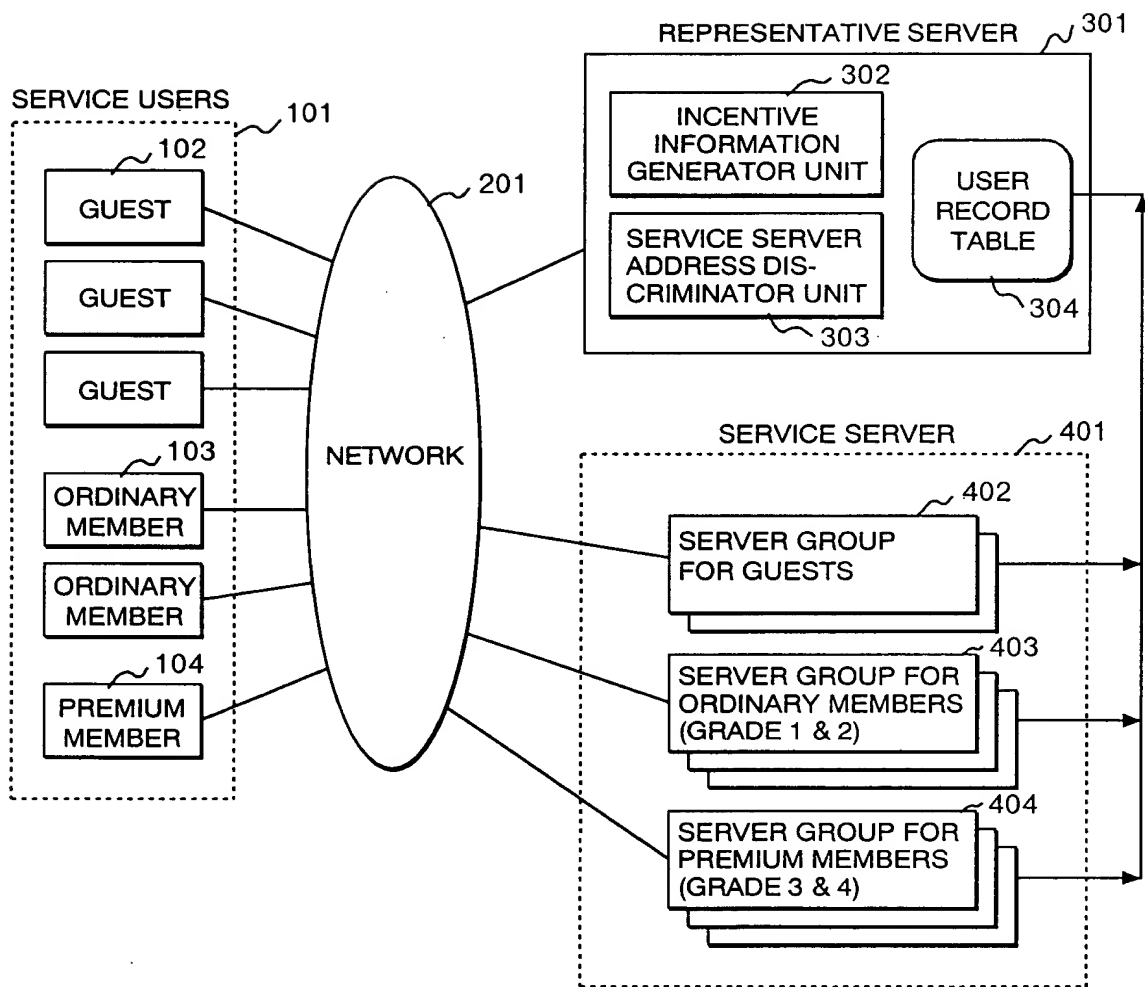 REPRESENTATIVE SERVER
301
302
INCENTIVE
INFORMATION
GENERATOR UNIT
USER
RECORD
TABLE
304
SERVICE SERVER
ADDRESS DIS-
CRIMINATOR UNIT
303
SERVICE USERS
101
102
GUEST
GUEST
GUEST
103
ORDINARY
MEMBER
ORDINARY
MEMBER
104
PREMIUM
MEMBER
201
NETWORK
SERVICE SERVER
401
402
SERVER GROUP
FOR GUESTS
403
SERVER GROUP FOR
ORDINARY MEMBERS
(GRADE 1 & 2)
404
SERVER GROUP FOR
PREMIUM MEMBERS
(GRADE 3 & 4)